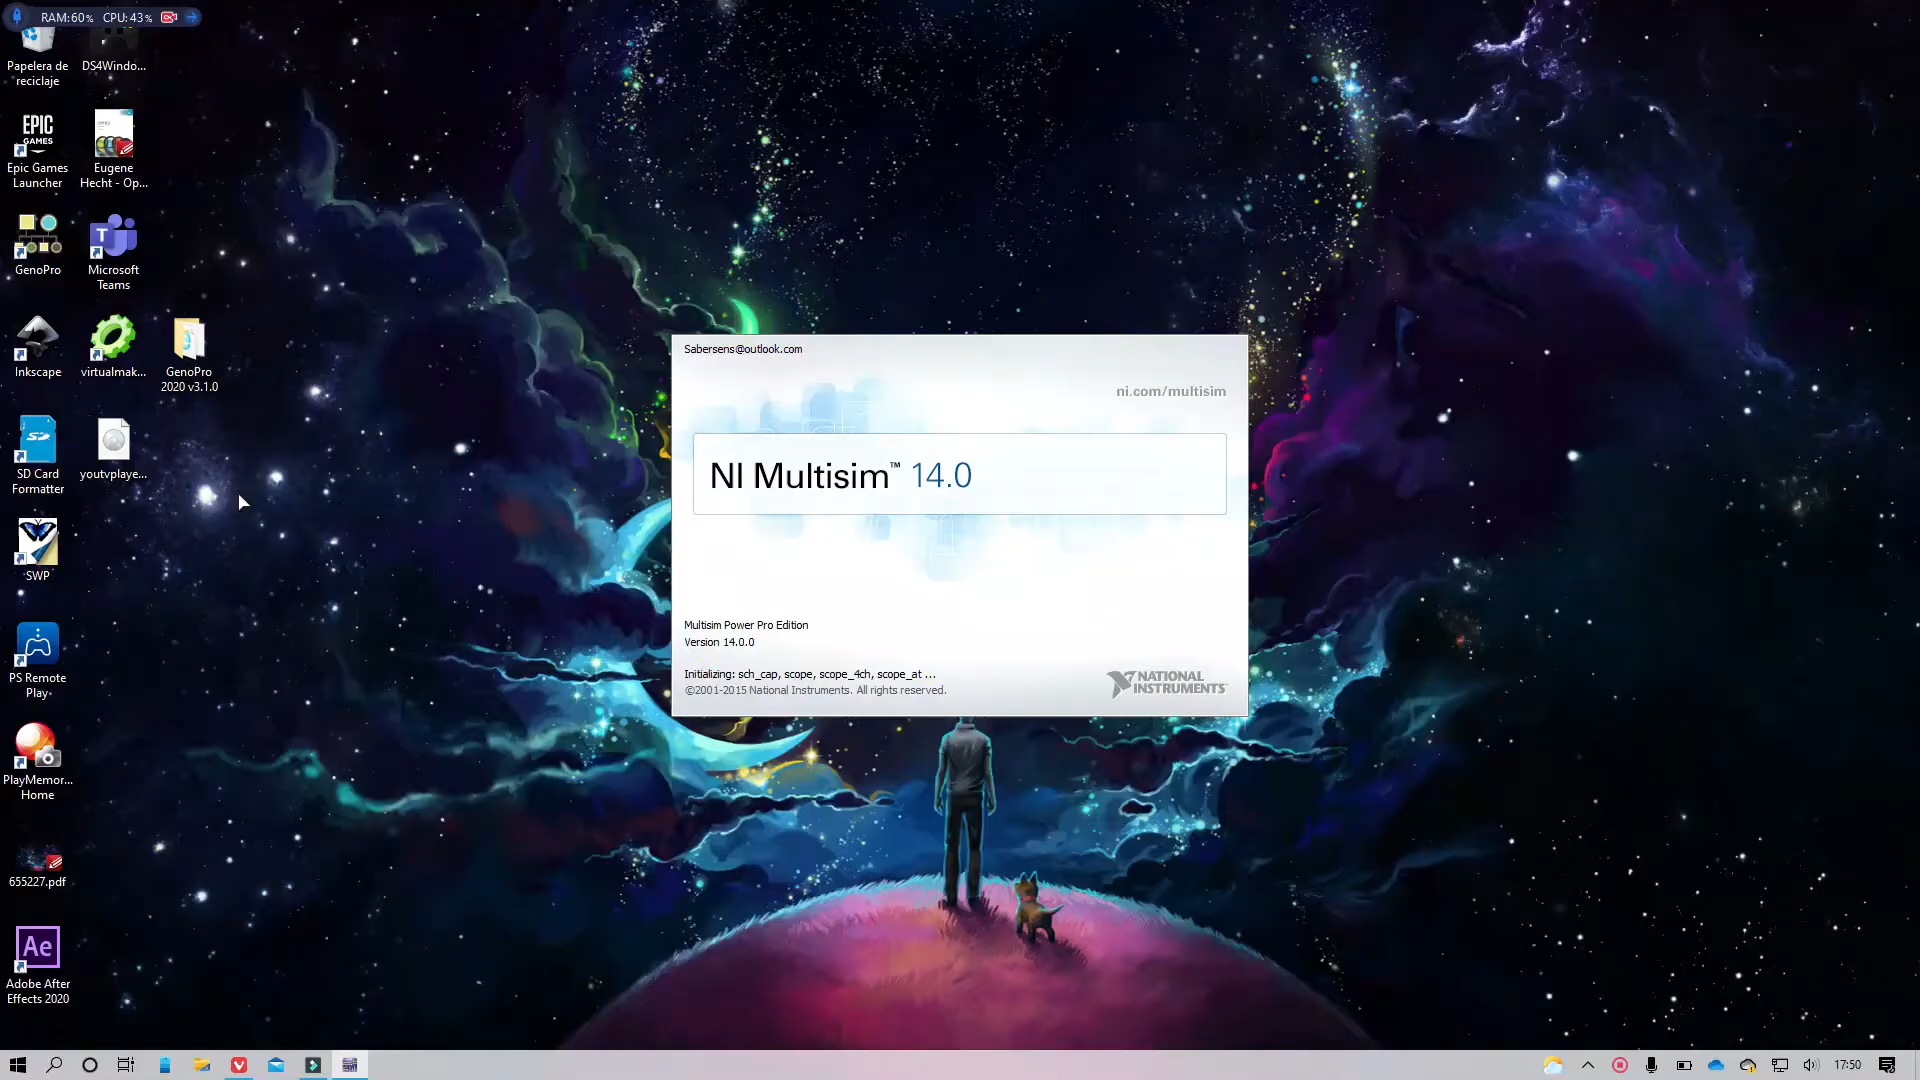 RAM:60% CPU:43%
Papelera de
reciclaje
DS4Windo...
EPIC
GAMES
Epic Games
Launcher
Eugene
Hecht - Op...
GenoPro
T
Microsoft
Teams
Inkscape
virtualmak...
GenoPro
2020 v3.1.0
SD
SD Card
Formatter
youtvplaye...
SWP
PS Remote
Play
PlayMemor...
Home
655227.pdf
Ae
Adobe After
Effects 2020
Sabersens@outlook.com
ni.com/multisim
NI Multisim™ 14.0
Multisim Power Pro Edition
Version 14.0.0
Initializing: sch_cap, scope, scope_4ch, scope_at ...
©2001-2015 National Instruments. All rights reserved.
NATIONAL
INSTRUMENTS
17:50